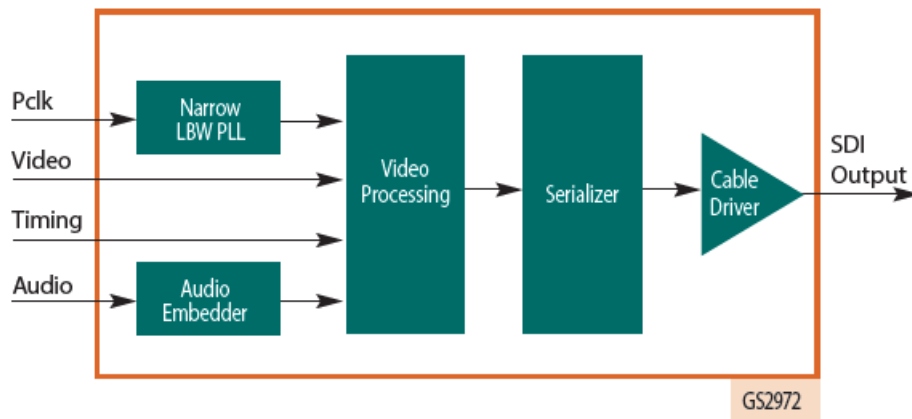 Pclk
Narrow
LBW PLL
Video
Timing
Audio
Audio
Embedder
Video
Processing
Serializer
Cable
Driver
SDI
Output
GS2972